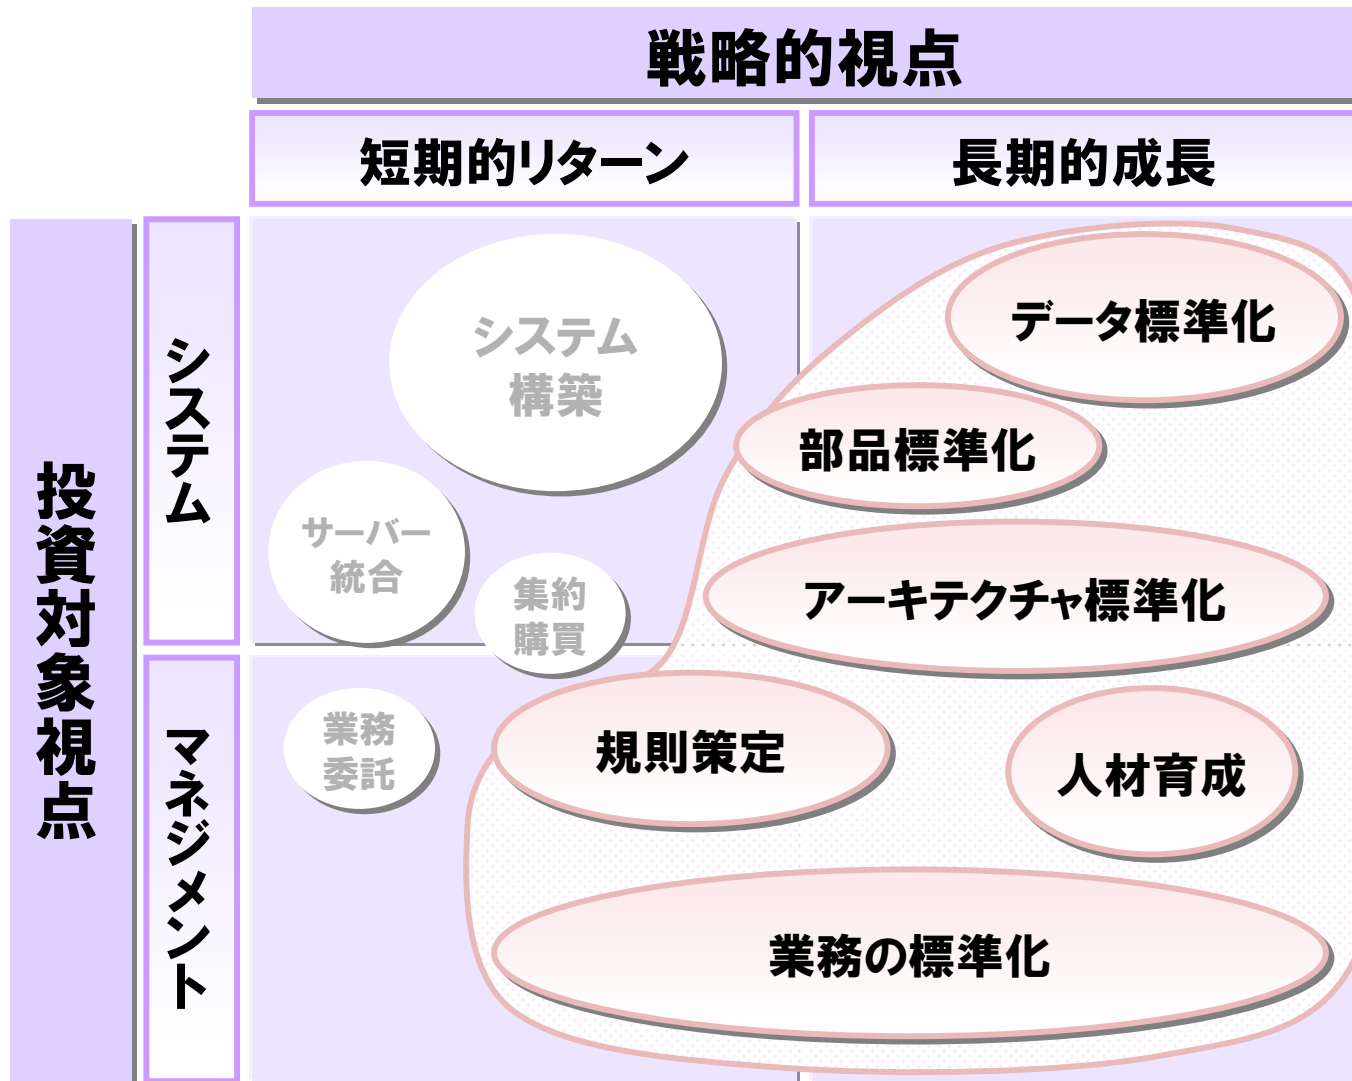 戦略的視点
短期的リターン
長期的成長
投資対象視点
システム
マネジメント
システム
構築
サーバー
統合
集約
購買
業務
委託
データ標準化
部品標準化
アーキテクチャ標準化
規則策定
人材育成
業務の標準化